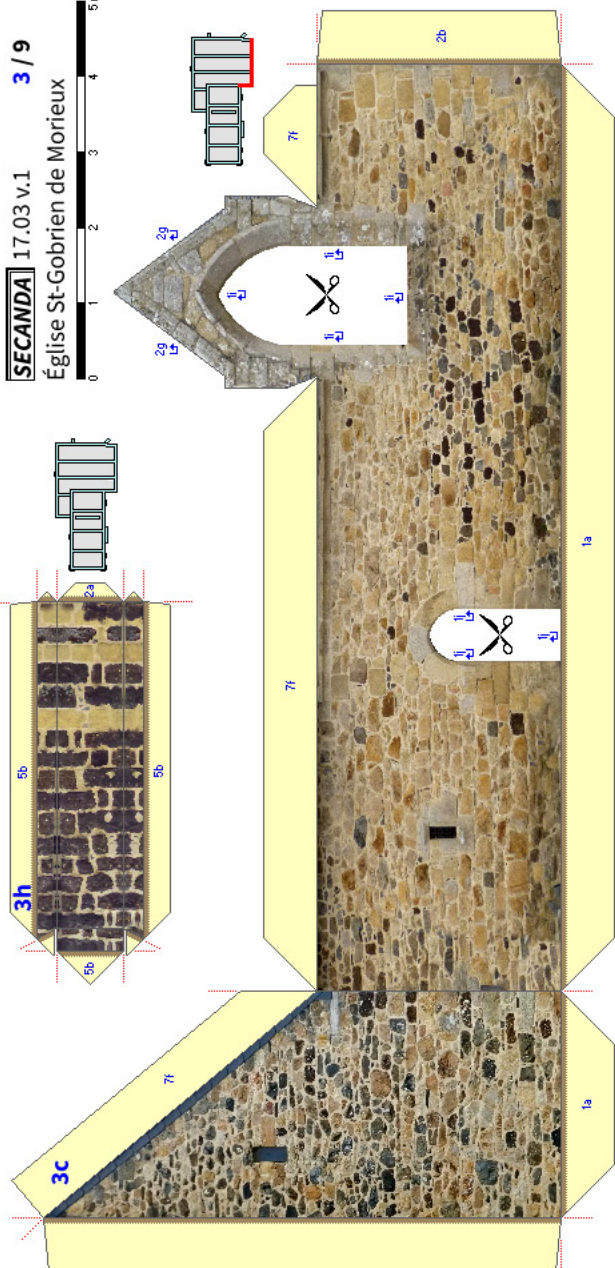 SECANDA 17.03 v.1 3 / 9
Église St-Gobrien de Morieux
0 1 2 3 4 5
3h
5b
5b
5b
2a
2g
2g
1i
1i
1i
1i
7f
2b
7f
1i
1i
1i
1a
3c
7f
1a